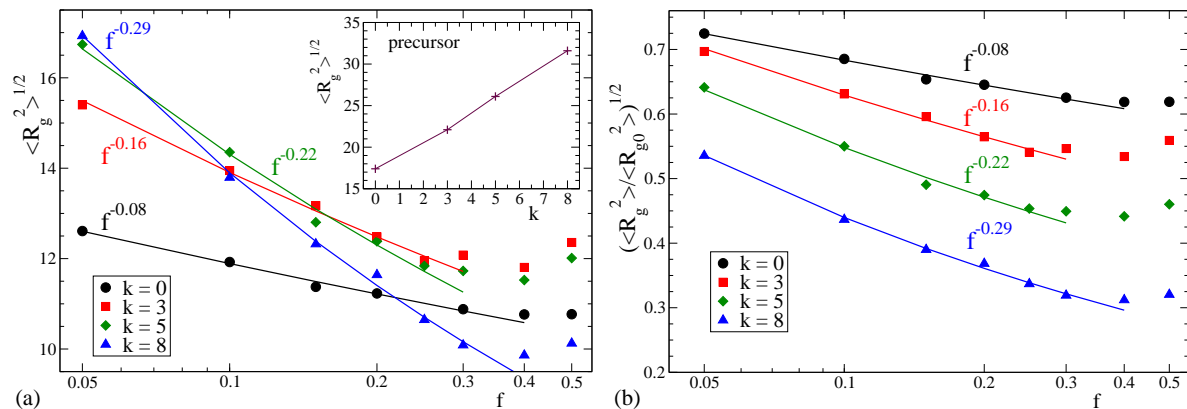 <R_g^2>^1/2
16
14
12
10
0.05
0.1
0.2
0.3
0.4
0.5
f
(a)
f^-0.29
f^-0.22
f^-0.16
f^-0.08
k = 0
k = 3
k = 5
k = 8
precursor
<R_g^2>^1/2
35
30
25
20
15
0 1 2 3 4 5 6 7 8
k
(<R_g^2>/<R_g0^2>)^1/2
0.7
0.6
0.5
0.4
0.3
0.2
0.05
0.1
0.2
0.3
0.4
0.5
f
(b)
f^-0.08
f^-0.16
f^-0.22
f^-0.29
k = 0
k = 3
k = 5
k = 8